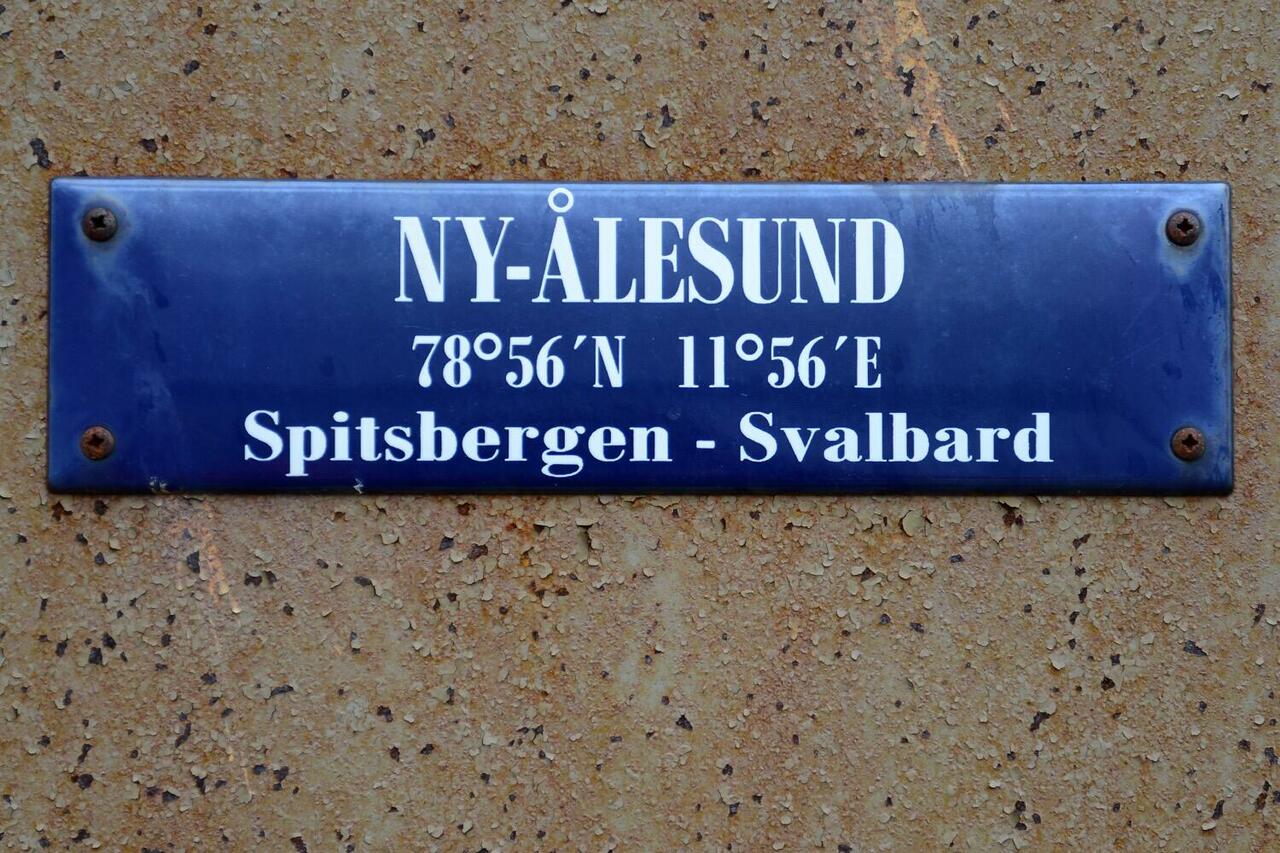 NY-ÅLESUND
78°56´N 11°56´E
Spitsbergen - Svalbard